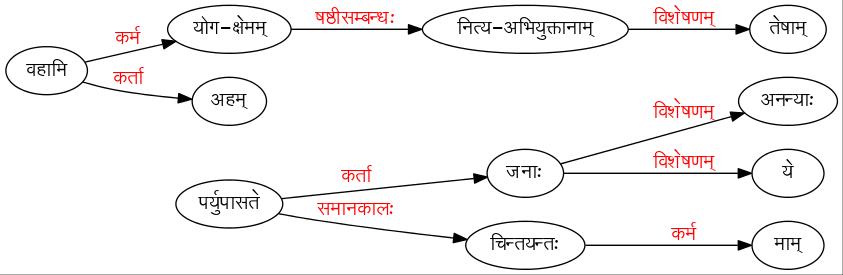 योग-क्षेमम्
षष्ठीसम्बन्धः
नित्य-अभियुक्तानाम्
विशेषणम्
तेषाम्
कर्म
वहामि
कर्ता
अहम्
विशेषणम्
अनन्याः
जनाः
विशेषणम्
ये
कर्ता
पर्युपासते
समानकालः
चिन्तयन्तः
कर्म
माम्